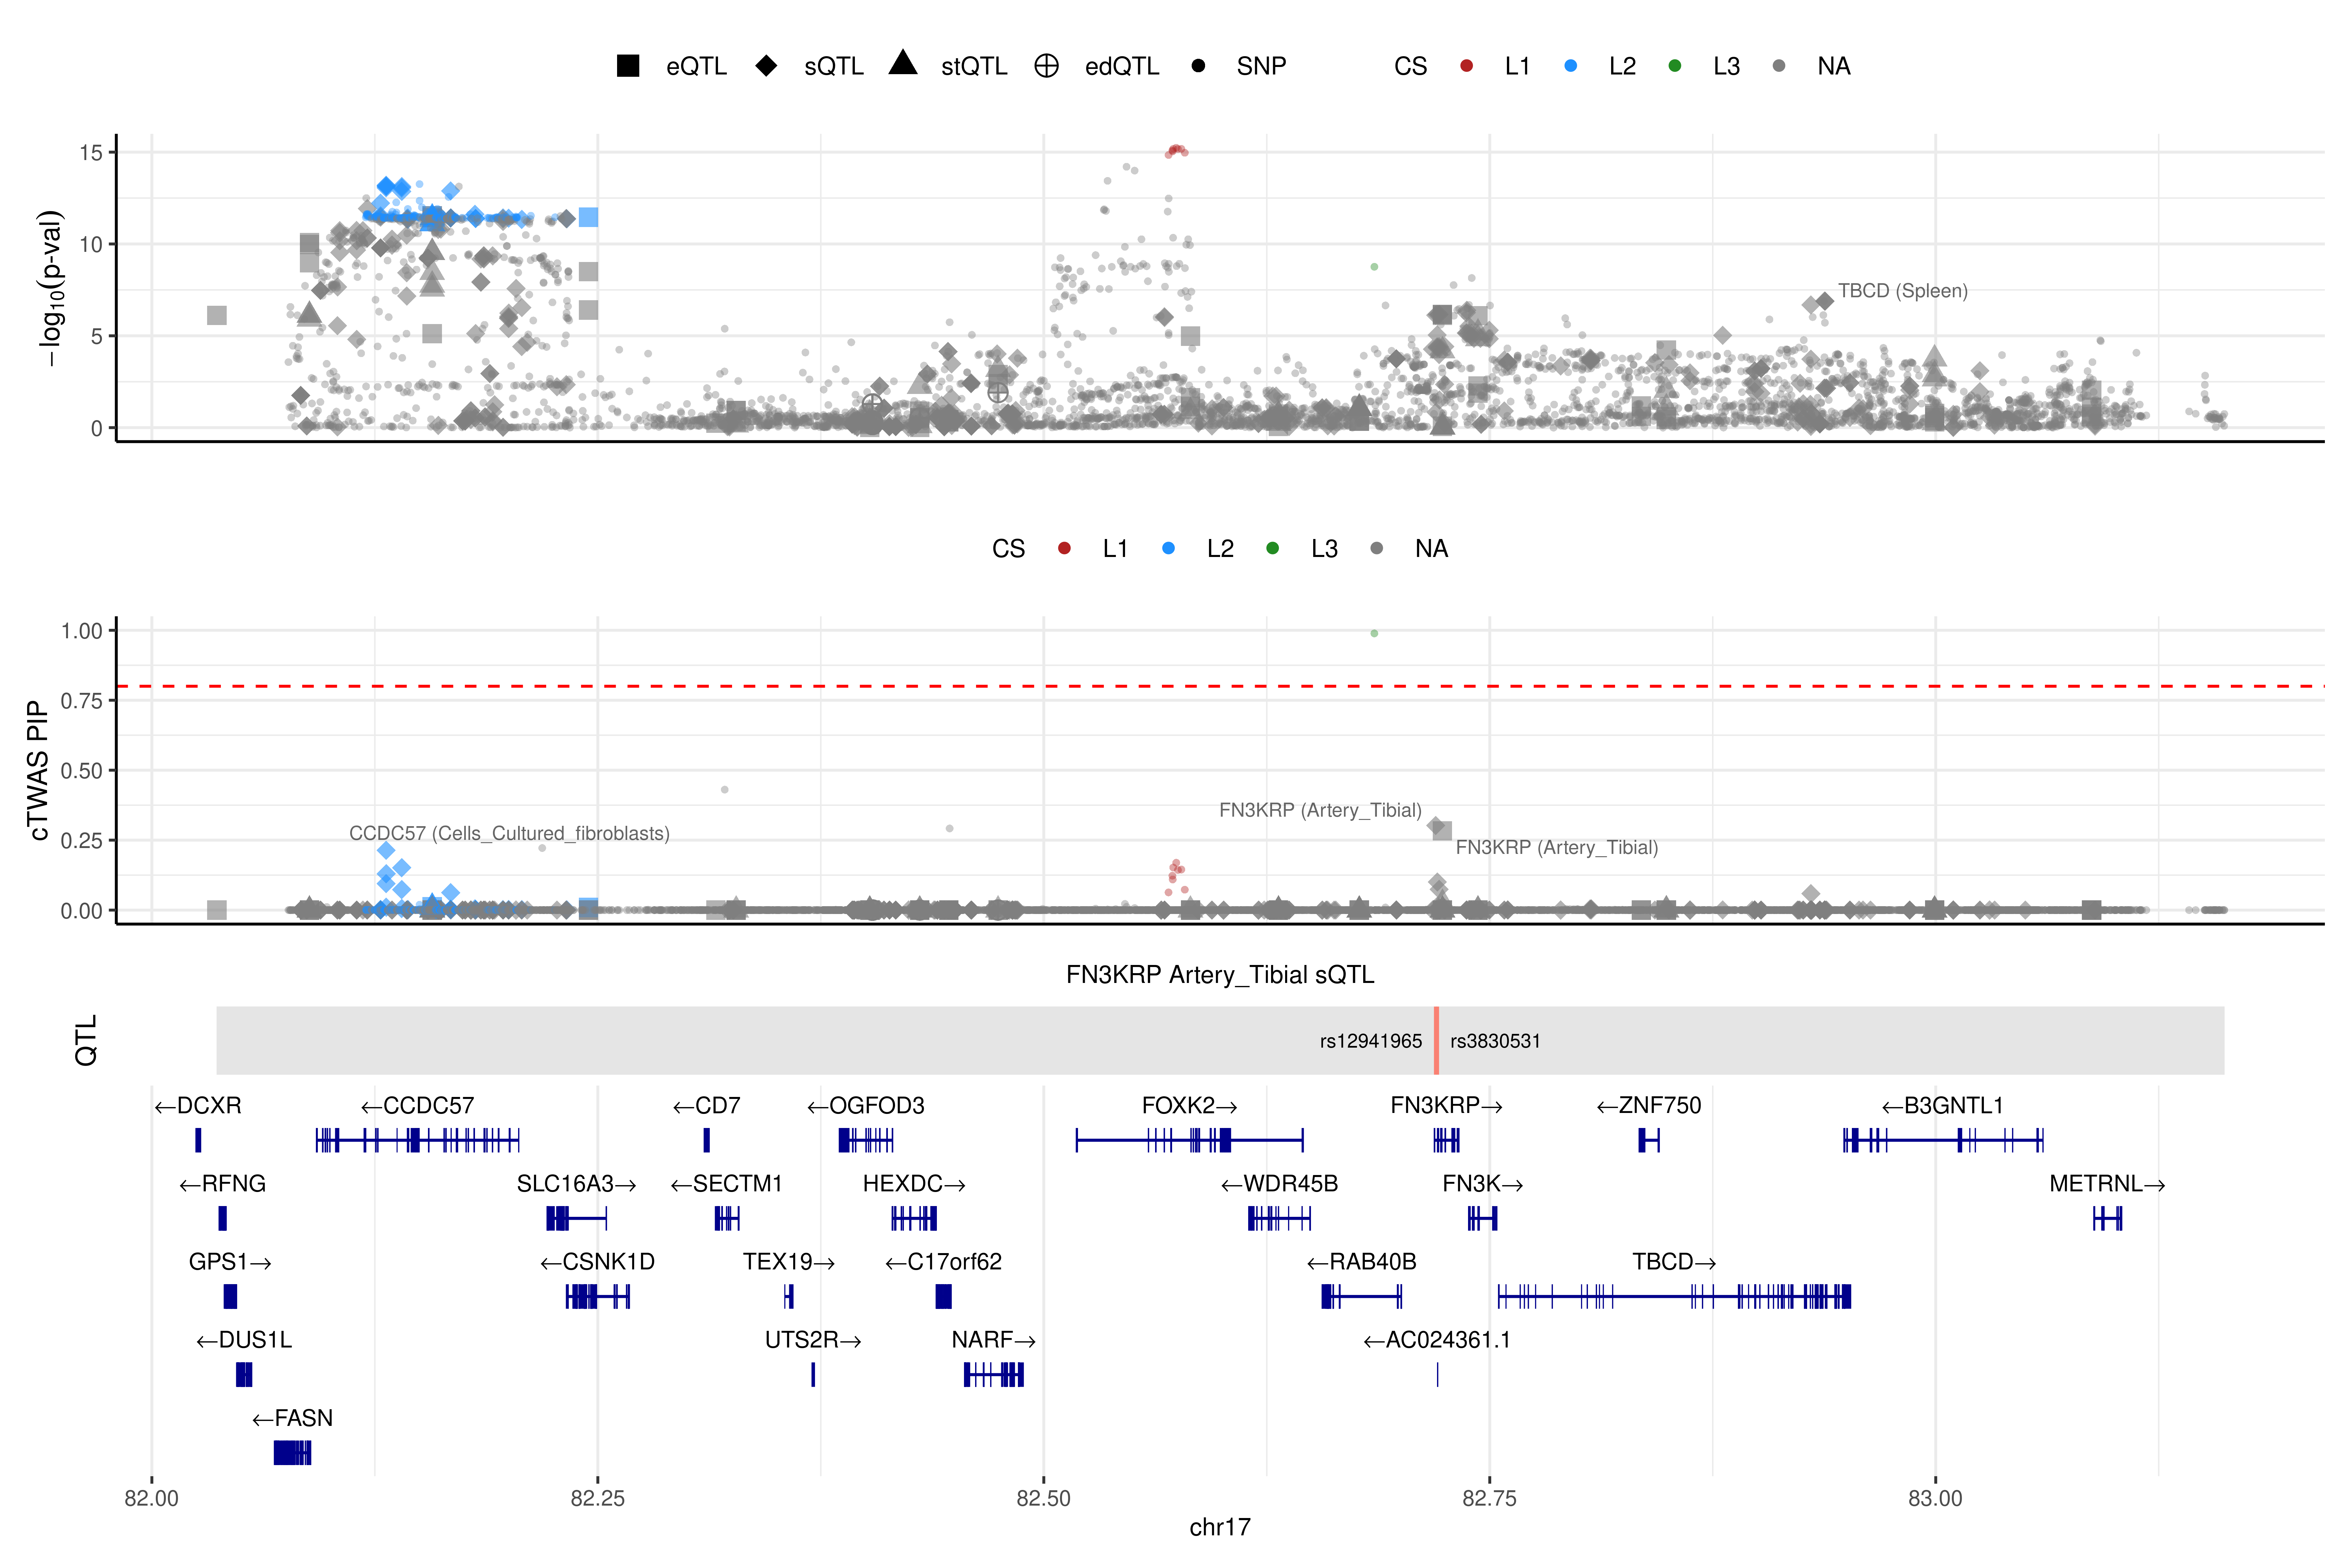 eQTL sQTL stQTL edQTL SNP CS L1 L2 L3 NA
−log10(p-val)
15
10
5
0
TBCD (Spleen)
CS L1 L2 L3 NA
cTWAS PIP
1.00
0.75
0.50
0.25
0.00
FN3KRP (Artery_Tibial)
CCDC57 (Cells_Cultured_fibroblasts)
FN3KRP (Artery_Tibial)
FN3KRP Artery_Tibial sQTL
QTL
rs12941965 rs3830531
←DCXR ←CCDC57 ←CD7 ←OGFOD3 FOXK2→ FN3KRP→ ←ZNF750 ←B3GNTL1
←RFNG SLC16A3→ ←SECTM1 HEXDC→ ←WDR45B FN3K→ METRNL→
GPS1→ ←CSNK1D TEX19→ ←C17orf62 ←RAB40B TBCD→
←DUS1L UTS2R→ NARF→ ←AC024361.1
←FASN
82.00 82.25 82.50 82.75 83.00
chr17